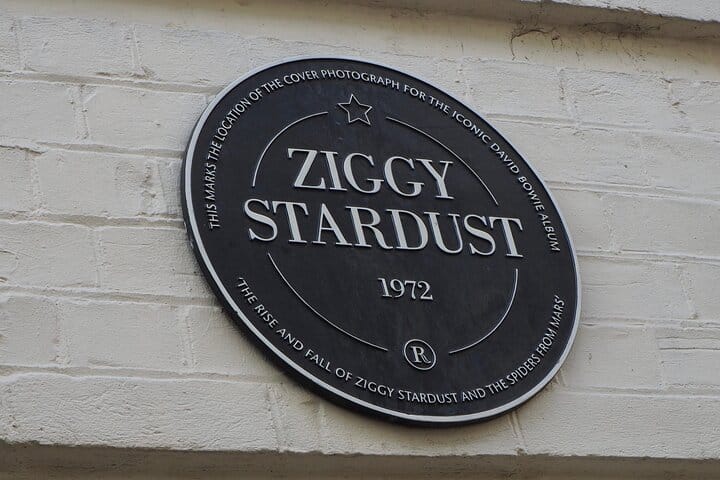 THIS MARKS THE LOCATION OF THE COVER PHOTOGRAPH FOR THE ICONIC DAVID BOWIE ALBUM
ZIGGY
STARDUST
1972
R
'THE RISE AND FALL OF ZIGGY STARDUST AND THE SPIDERS FROM MARS'